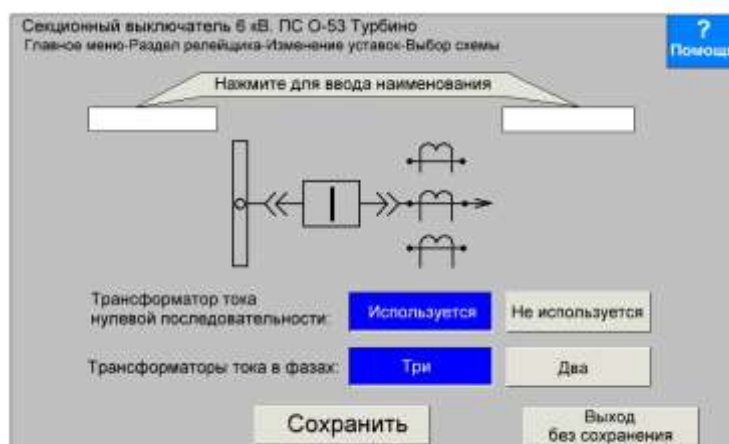 Секционный выключатель 6 кВ. ПС О-53 Турбино
Главное меню-Раздел релейщика-Изменение уставок-Выбор схемы
?
Помощь
Нажмите для ввода наименования
Трансформатор тока
нулевой последовательности:
Используется
Не используется
Трансформаторы тока в фазах:
Три
Два
Сохранить
Выход
без сохранения